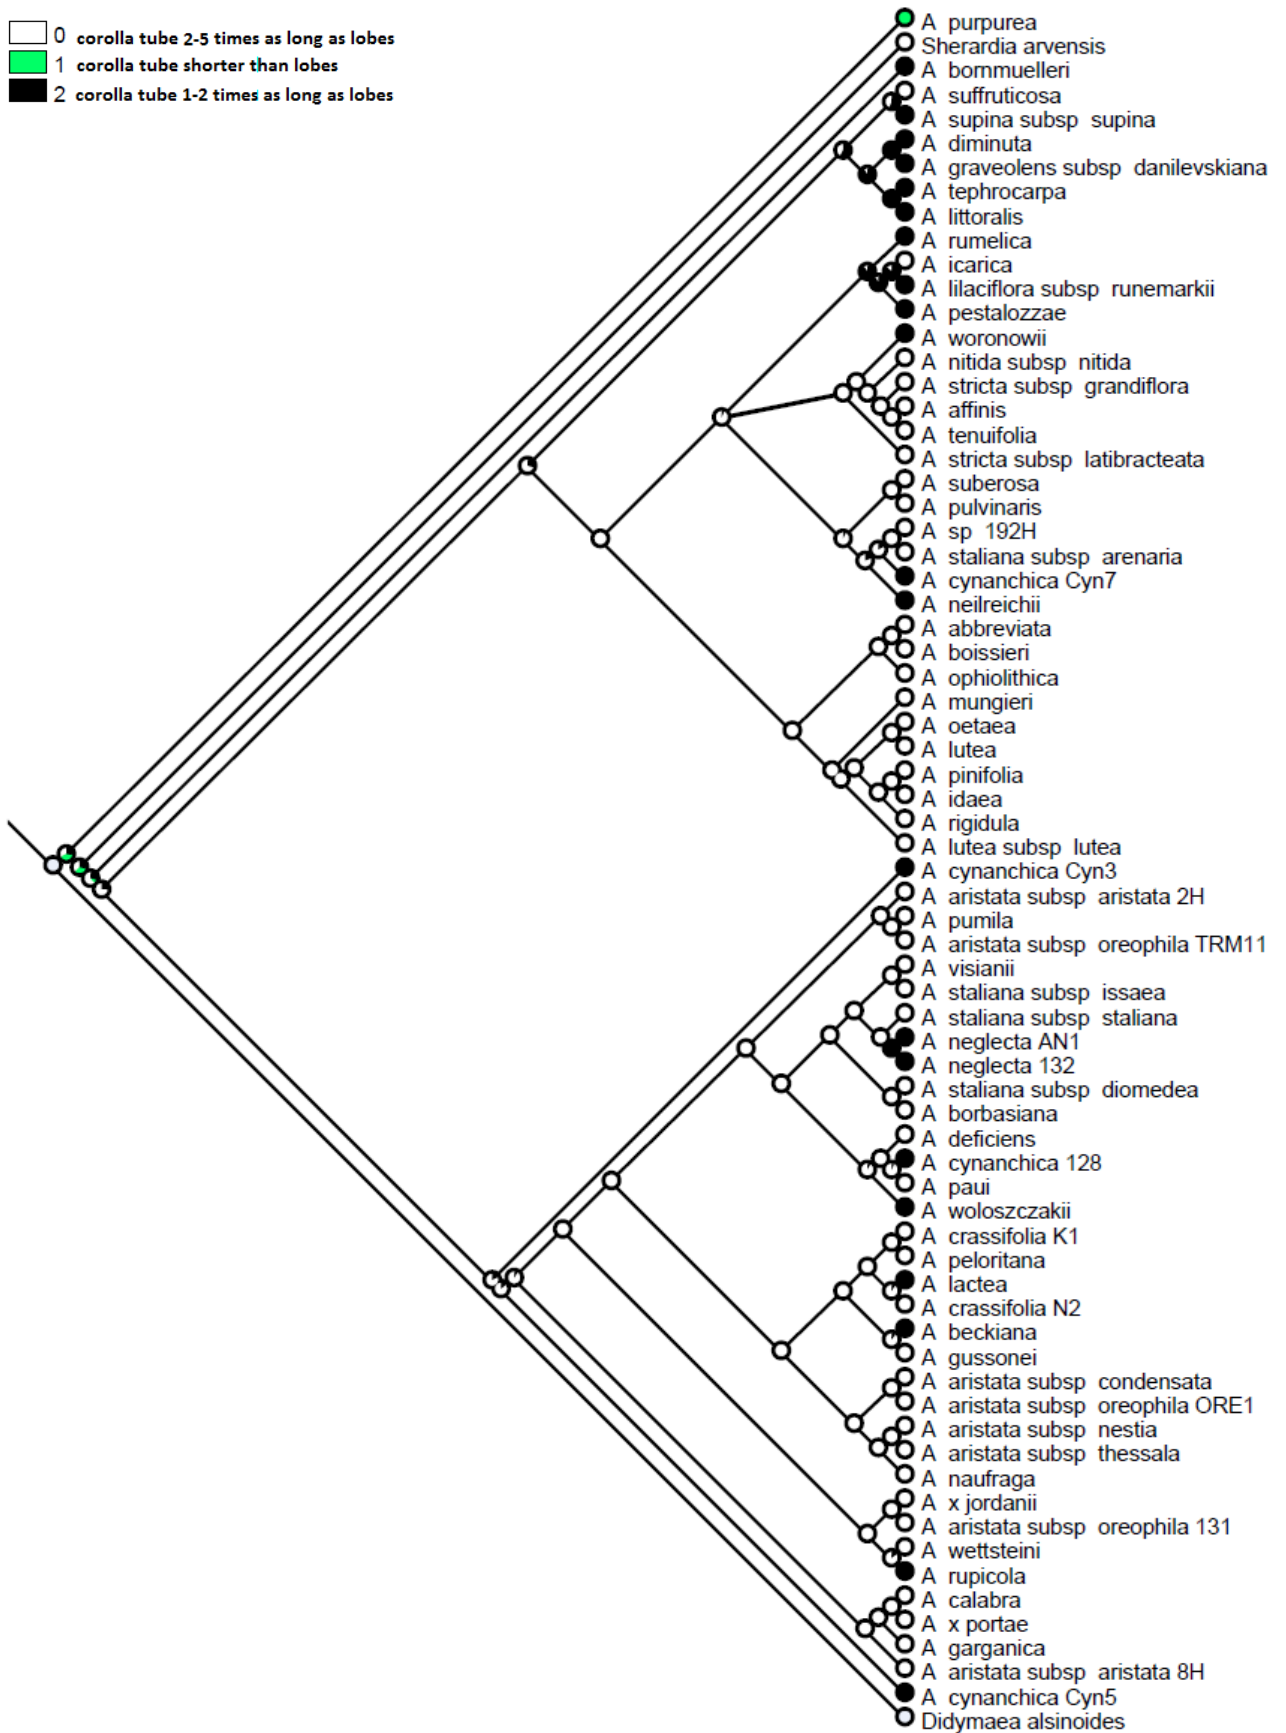 0 corolla tube 2-5 times as long as lobes
1 corolla tube shorter than lobes
2 corolla tube 1-2 times as long as lobes
A purpurea
Sherardia arvensis
A bornmuelleri
A suffruticosa
A supina subsp supina
A diminuta
A graveolens subsp danilevskiana
A tephrocarpa
A littoralis
A rumelica
A icarica
A lilaciflora subsp runemarkii
A pestalozzae
A woronowii
A nitida subsp nitida
A stricta subsp grandiflora
A affinis
A tenuifolia
A stricta subsp latibracteata
A suberosa
A pulvinaris
A sp 192H
A staliana subsp arenaria
A cynanchica Cyn7
A neilreichii
A abbreviata
A boissieri
A ophiolithica
A mungieri
A oetaea
A lutea
A pinifolia
A idaea
A rigidula
A lutea subsp lutea
A cynanchica Cyn3
A aristata subsp aristata 2H
A pumila
A aristata subsp oreophila TRM11
A visianii
A staliana subsp issaea
A staliana subsp staliana
A neglecta AN1
A neglecta 132
A staliana subsp diomedea
A borbasiana
A deficiens
A cynanchica 128
A paui
A woloszczakii
A crassifolia K1
A peloritana
A lactea
A crassifolia N2
A beckiana
A gussonei
A aristata subsp condensata
A aristata subsp oreophila ORE1
A aristata subsp nestia
A aristata subsp thessala
A naufraga
A x jordanii
A aristata subsp oreophila 131
A wettsteini
A rupicola
A calabra
A x portae
A garganica
A aristata subsp aristata 8H
A cynanchica Cyn5
Didymaea alsinoides